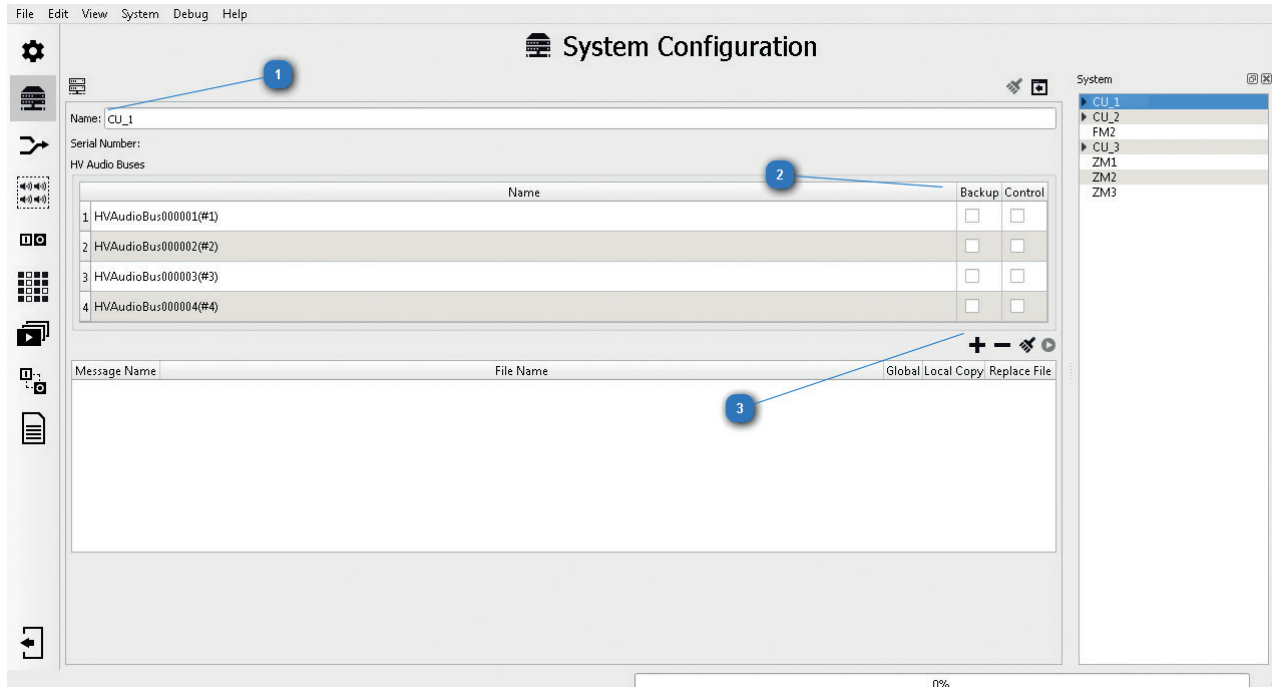 File Edit View System Debug Help
System Configuration
1
Name: CU_1
Serial Number:
HV Audio Buses
2
Name Backup Control
1 HVAudioBus000001(#1)
2 HVAudioBus000002(#2)
3 HVAudioBus000003(#3)
4 HVAudioBus000004(#4)
Message Name File Name Global Local Copy Replace File
3
System
CU_1
CU_2
FM2
CU_3
ZM1
ZM2
ZM3
0%